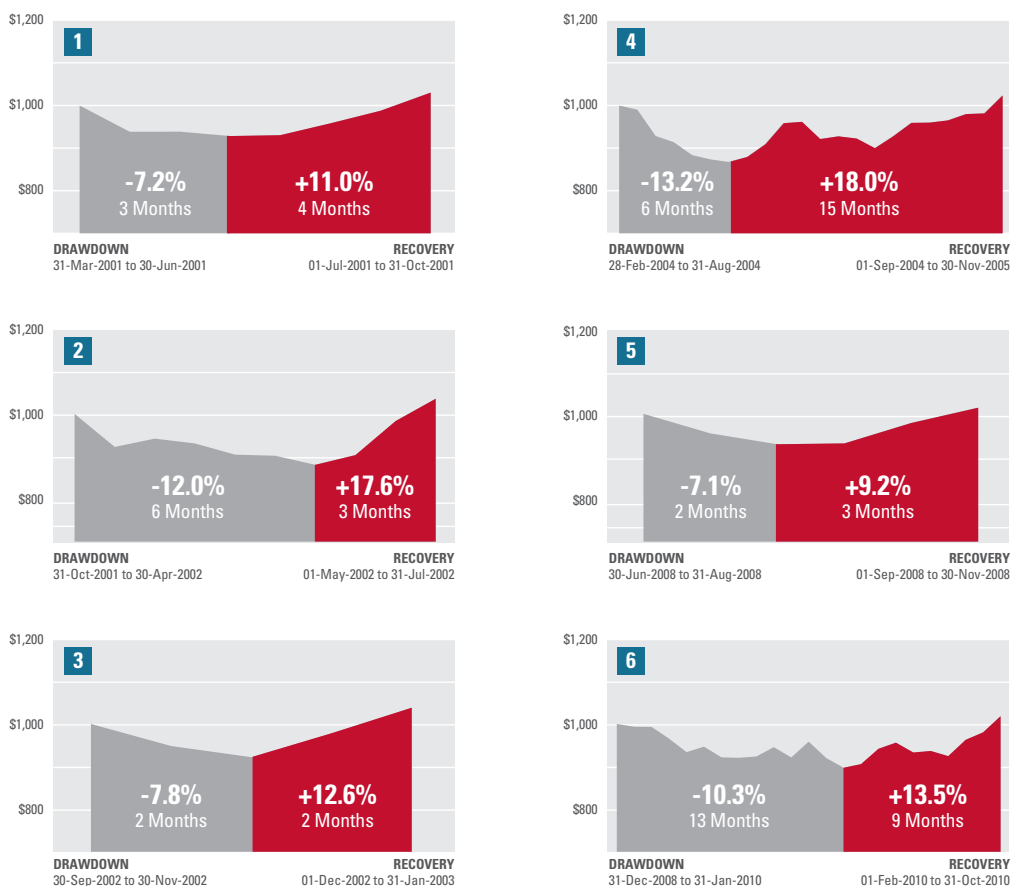 $1,200
1
$1,000
$800
-7.2%
3 Months
+11.0%
4 Months
DRAWDOWN
31-Mar-2001 to 30-Jun-2001
RECOVERY
01-Jul-2001 to 31-Oct-2001
$1,200
2
$1,000
$800
-12.0%
6 Months
+17.6%
3 Months
DRAWDOWN
31-Oct-2001 to 30-Apr-2002
RECOVERY
01-May-2002 to 31-Jul-2002
$1,200
3
$1,000
$800
-7.8%
2 Months
+12.6%
2 Months
DRAWDOWN
30-Sep-2002 to 30-Nov-2002
RECOVERY
01-Dec-2002 to 31-Jan-2003
$1,200
4
$1,000
$800
-13.2%
6 Months
+18.0%
15 Months
DRAWDOWN
28-Feb-2004 to 31-Aug-2004
RECOVERY
01-Sep-2004 to 30-Nov-2005
$1,200
5
$1,000
$800
-7.1%
2 Months
+9.2%
3 Months
DRAWDOWN
30-Jun-2008 to 31-Aug-2008
RECOVERY
01-Sep-2008 to 30-Nov-2008
$1,200
6
$1,000
$800
-10.3%
13 Months
+13.5%
9 Months
DRAWDOWN
31-Dec-2008 to 31-Jan-2010
RECOVERY
01-Feb-2010 to 31-Oct-2010